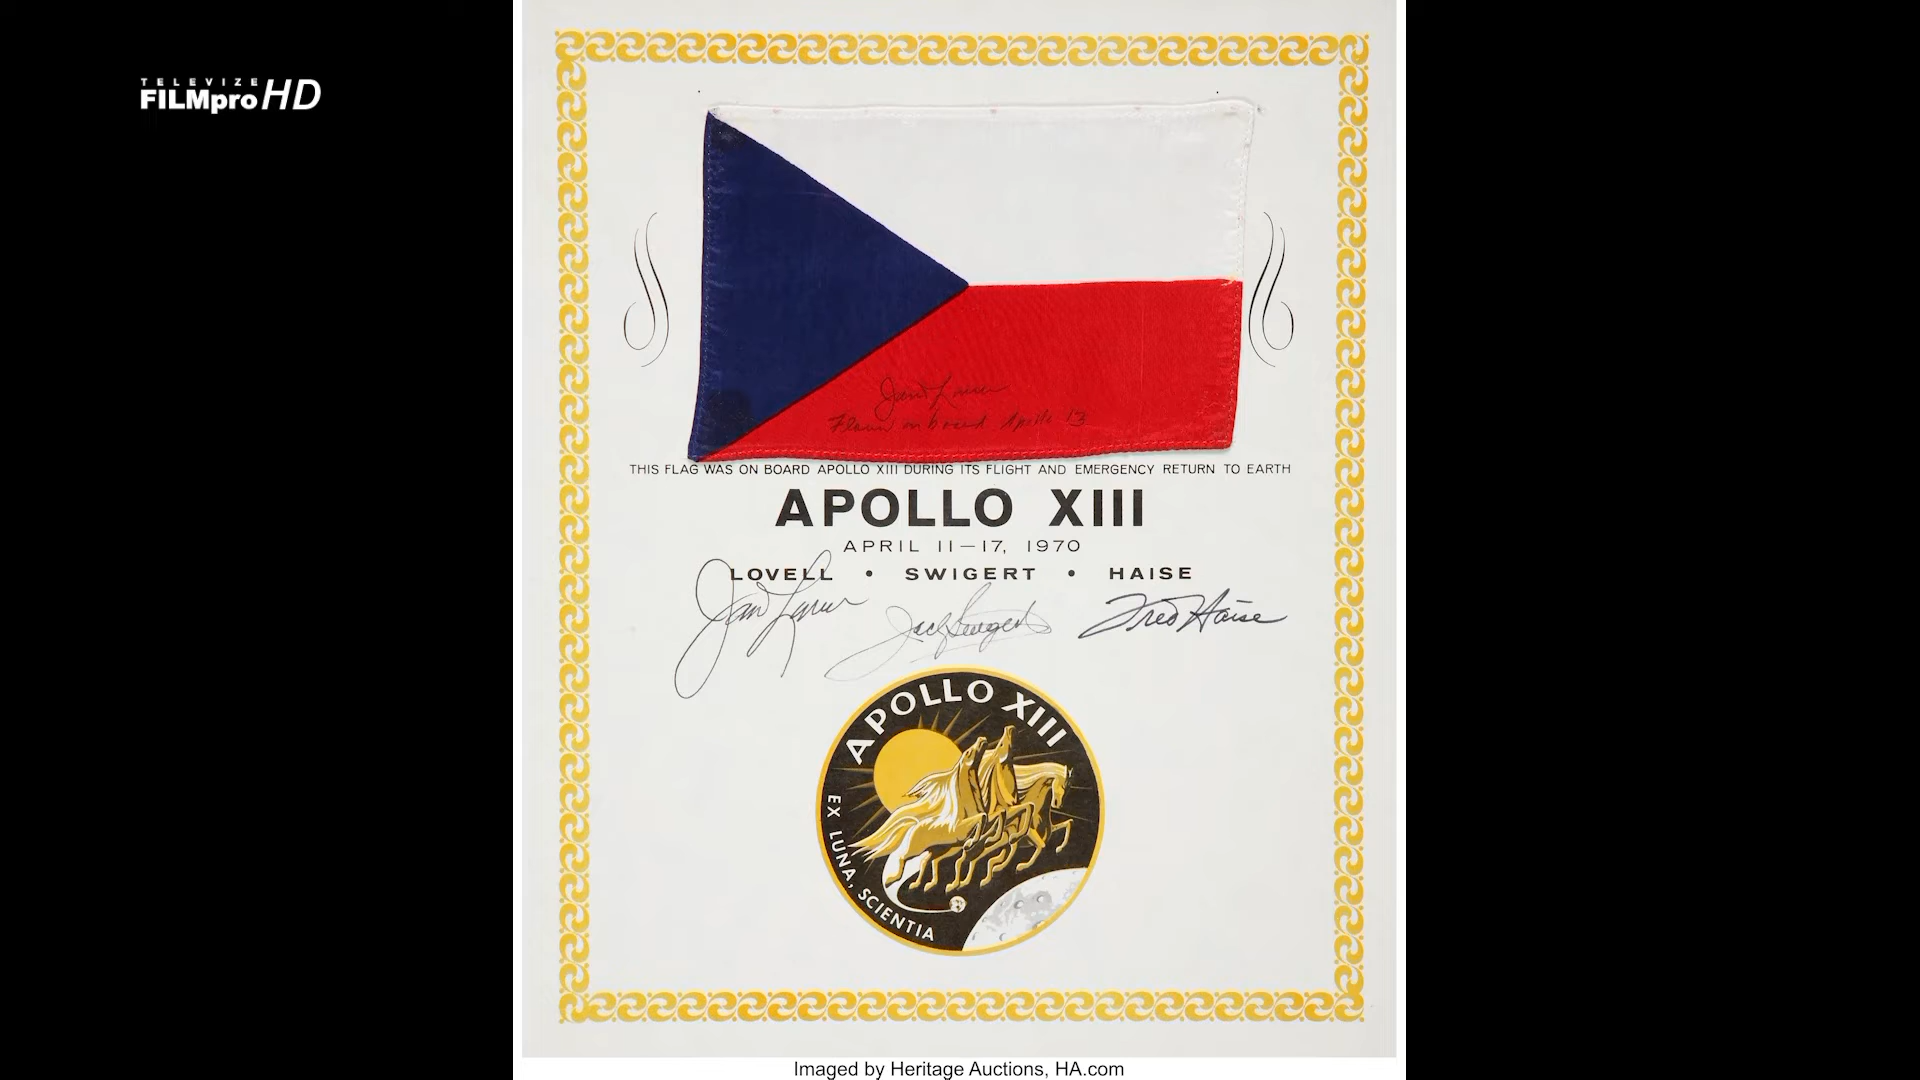 TELEVIZE
FILMpro HD
James Lovell
Flown on board Apollo 13
THIS FLAG WAS ON BOARD APOLLO XIII DURING ITS FLIGHT AND EMERGENCY RETURN TO EARTH
APOLLO XIII
APRIL 11—17, 1970
LOVELL • SWIGERT • HAISE
James Lovell Jack Swigert Fred Haise
APOLLO XIII
EX LUNA, SCIENTIA
Imaged by Heritage Auctions, HA.com